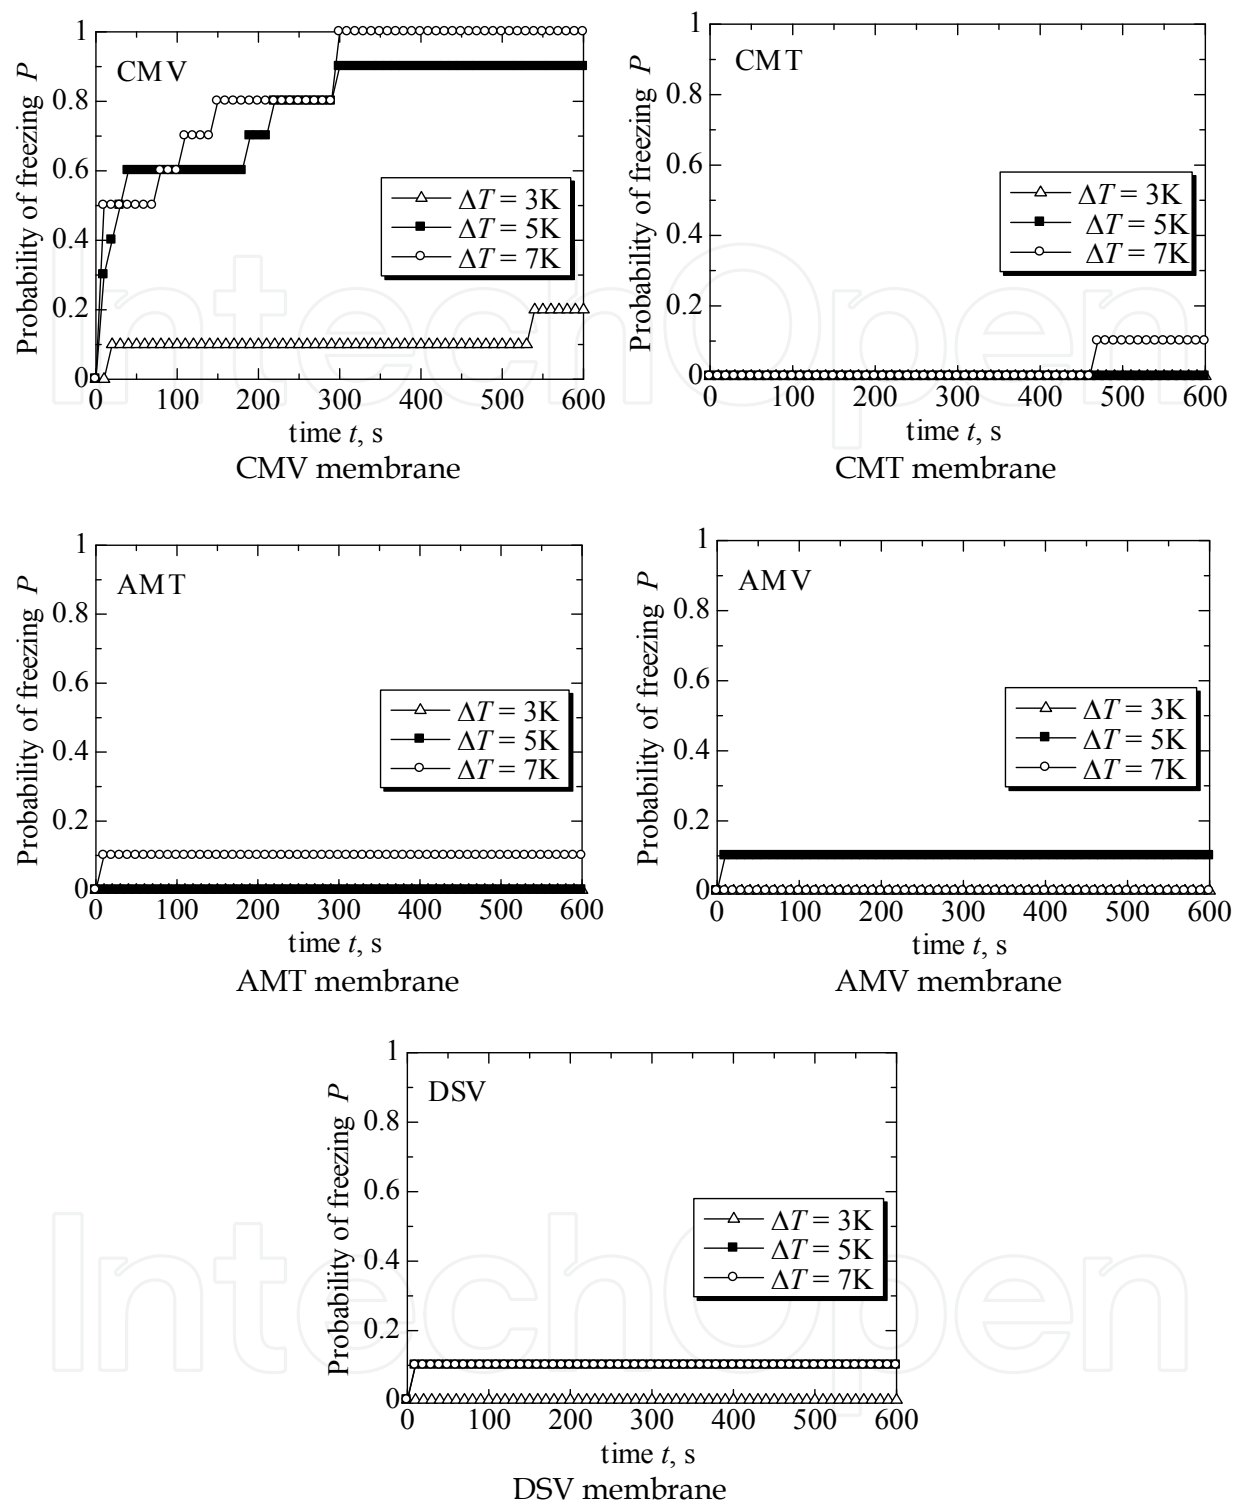 CMV
Probability of freezing P
1
0.8
0.6
0.4
0.2
0
ΔT = 3K
ΔT = 5K
ΔT = 7K
0 100 200 300 400 500 600
time t, s
CMV membrane
CMT
Probability of freezing P
1
0.8
0.6
0.4
0.2
0
ΔT = 3K
ΔT = 5K
ΔT = 7K
0 100 200 300 400 500 600
time t, s
CMT membrane
AMT
Probability of freezing P
1
0.8
0.6
0.4
0.2
0
ΔT = 3K
ΔT = 5K
ΔT = 7K
0 100 200 300 400 500 600
time t, s
AMT membrane
AMV
Probability of freezing P
1
0.8
0.6
0.4
0.2
0
ΔT = 3K
ΔT = 5K
ΔT = 7K
0 100 200 300 400 500 600
time t, s
AMV membrane
DSV
Probability of freezing P
1
0.8
0.6
0.4
0.2
0
ΔT = 3K
ΔT = 5K
ΔT = 7K
0 100 200 300 400 500 600
time t, s
DSV membrane
IntechOpen
IntechOpen